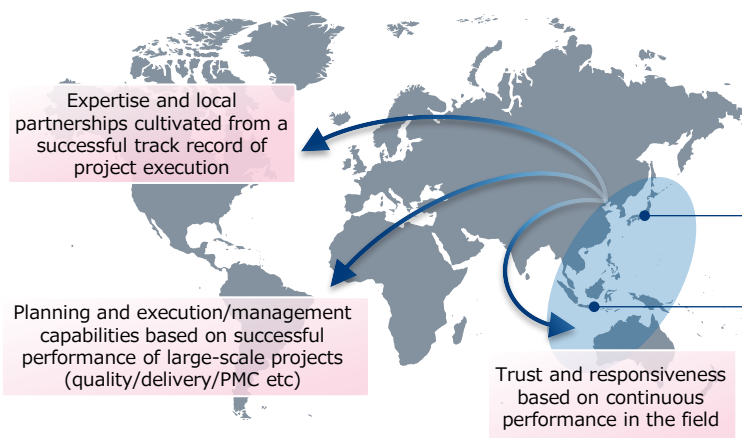 Expertise and local
partnerships cultivated from a
successful track record of
project execution
Planning and execution/management
capabilities based on successful
performance of large-scale projects
(quality/delivery/PMC etc)
Trust and responsiveness
based on continuous
performance in the field